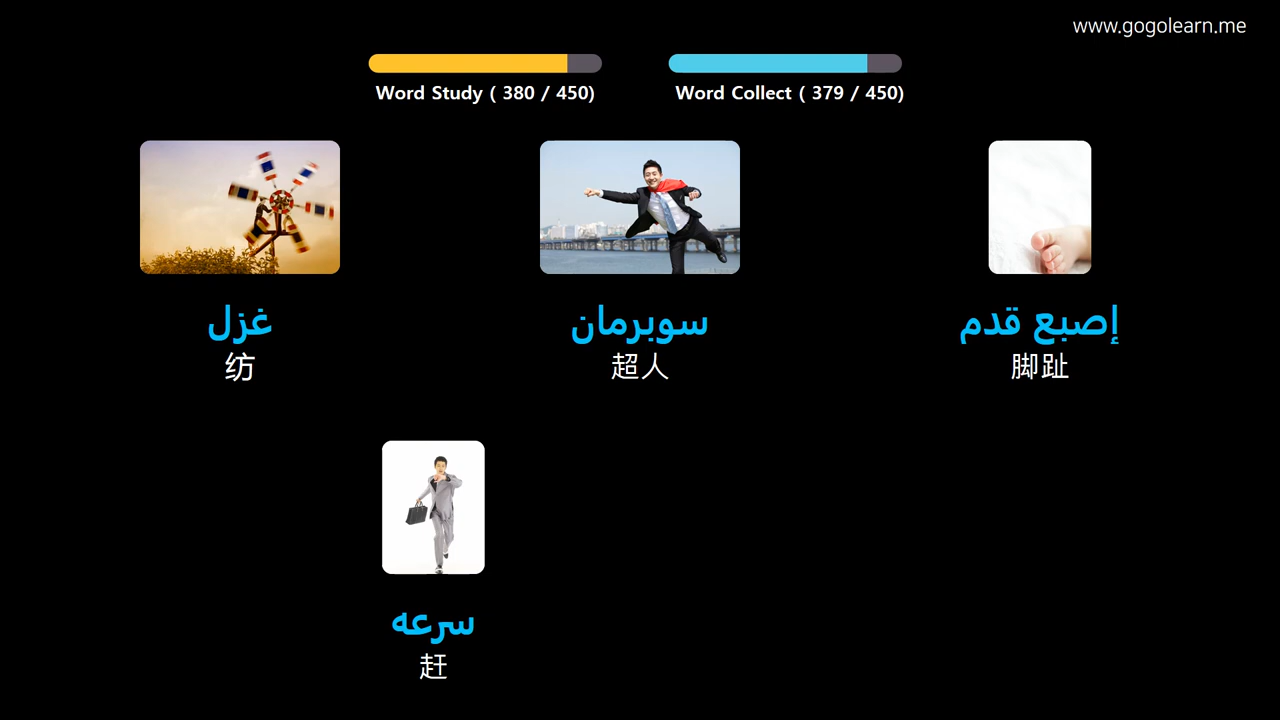 www.gogolearn.me
Word Study ( 380 / 450)
Word Collect ( 379 / 450)
غزل
纺
سوبرمان
超人
إصبع قدم
脚趾
سرعه
赶